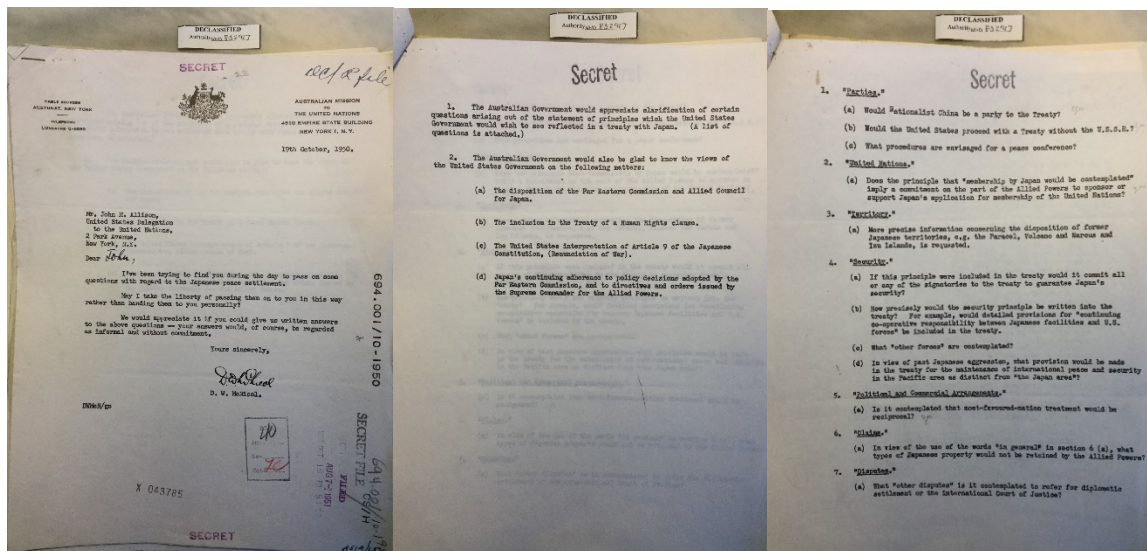 DECLASSIFIED
Authority
SECRET
CABLE ADDRESS
AUSTMILET, NEW YORK
TELEPHONE
AUSTRALIAN MISSION
TO
THE UNITED NATIONS
4510 EMPIRE STATE BUILDING
NEW YORK 1, N.Y.
19th October, 1950.
Mr. John M. Allison,
United States Delegation
to the United Nations,
2 Park Avenue,
New York, N.Y.
Dear John,
I've been trying to find you during the day to pass on some
questions with regard to the Japanese peace settlement.
May I take the liberty of passing them on to you in this way
rather than handing them to you personally?
We would appreciate it if you could give us written answers
to the above questions -- your answers would, of course, be regarded
as informal and without commitment.
Yours sincerely,
D. W. McNicol.
DWMcN/gm
X 043785
SECRET
694.001/10-1950
SECRET FILE
FILED
AUG 7-1951
DECLASSIFIED
Authority
Secret
1. The Australian Government would appreciate clarification of certain
questions arising out of the statement of principles which the United States
Government would wish to see reflected in a treaty with Japan. (A list of
questions is attached.)
2. The Australian Government would also be glad to know the views of
the United States Government on the following matters:
(a) The disposition of the Far Eastern Commission and Allied Council
for Japan.
(b) The inclusion in the Treaty of a Human Rights clause.
(c) The United States interpretation of Article 9 of the Japanese
Constitution, (Renunciation of War).
(d) Japan's continuing adherence to policy decisions adopted by the
Far Eastern Commission, and to directives and orders issued by
the Supreme Commander for the Allied Powers.
DECLASSIFIED
Authority
Secret
1. "Parties."
(a) Would Nationalist China be a party to the Treaty?
(b) Would the United States proceed with a Treaty without the U.S.S.R.?
(c) What procedures are envisaged for a peace conference?
2. "United Nations."
(a) Does the principle that "membership by Japan would be contemplated"
imply a commitment on the part of the Allied Powers to sponsor or
support Japan's application for membership of the United Nations?
3. "Territory."
(a) More precise information concerning the disposition of former
Japanese territories, e.g. the Paracel, Volcano and Marcus and
Izu Islands, is requested.
4. "Security."
(a) If this principle were included in the treaty would it commit all
or any of the signatories to the treaty to guarantee Japan's
security?
(b) How precisely would the security principle be written into the
treaty? For example, would detailed provisions for "continuing
co-operative responsibility between Japanese facilities and U.S.
forces" be included in the treaty.
(c) What "other forces" are contemplated?
(d) In view of past Japanese aggression, what provision would be made
in the treaty for the maintenance of international peace and security
in the Pacific area as distinct from "the Japan area"?
5. "Political and Commercial Arrangements."
(a) Is it contemplated that most-favoured-nation treatment would be
reciprocal?
6. "Claims."
(a) In view of the use of the words "in general" in section 6 (a), what
types of Japanese property would not be retained by the Allied Powers?
7. "Disputes."
(a) What "other disputes" is it contemplated to refer for diplomatic
settlement or the international Court of Justice?